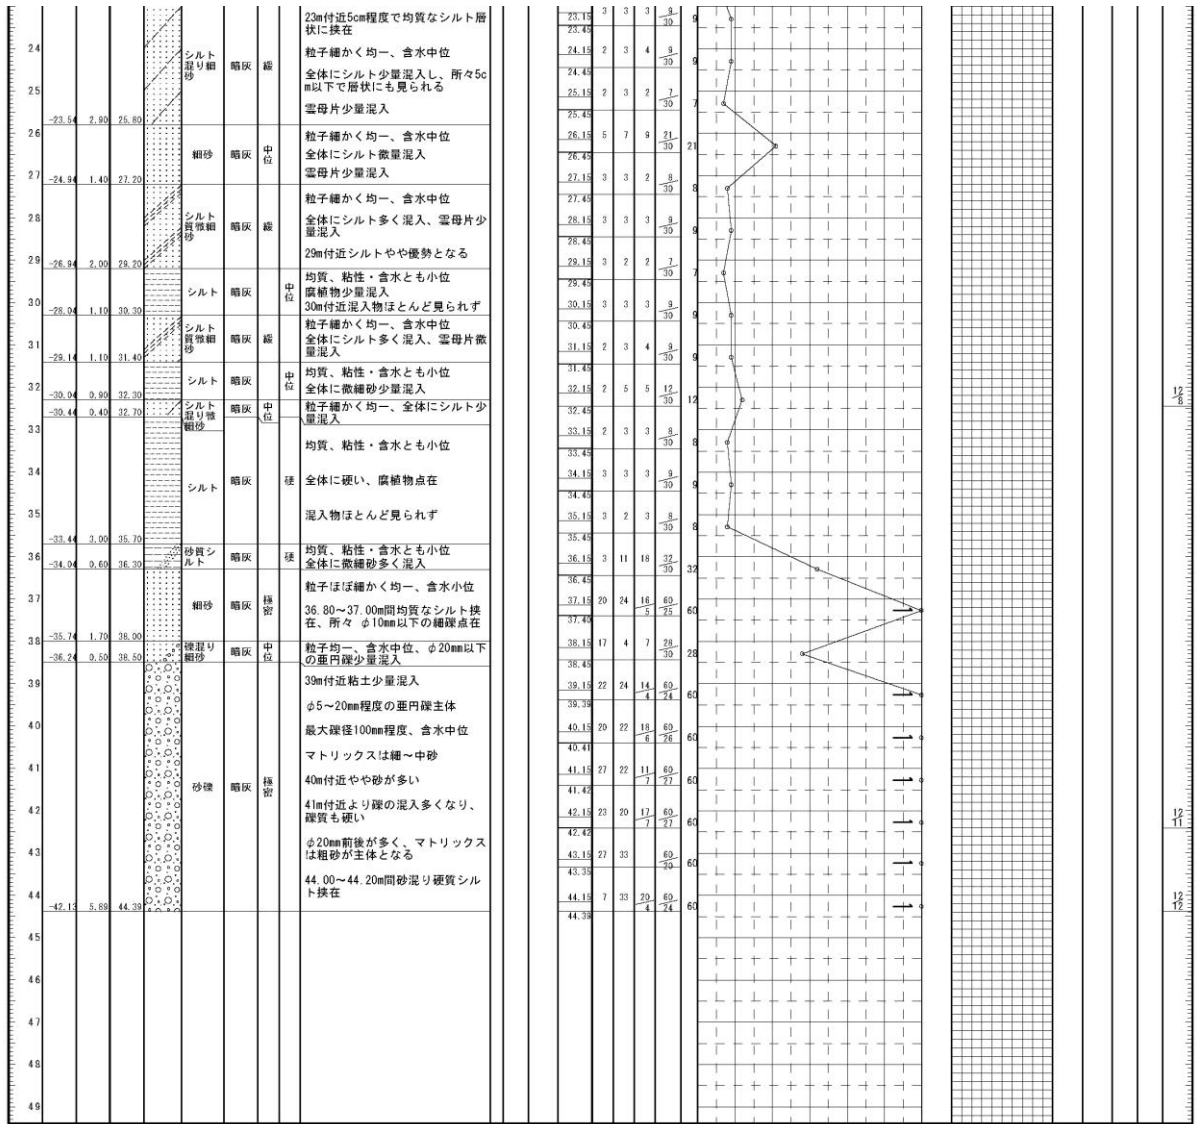 23m付近5cm程度で均質なシルト層
状に挟在
23.15 3 3 3 9/30 9
23.45
24
シルト
混り細
砂
暗灰
緩
粒子細かく均一、含水中位
全体にシルト少量混入し、所々5c
m以下で層状にも見られる
雲母片少量混入
24.15 2 3 4 9/30 9
24.45
25
25.15 2 3 2 7/30 7
25.45
-23.54 2.90 25.80
26
細砂
暗灰
中
位
粒子細かく均一、含水中位
全体にシルト微量混入
雲母片少量混入
26.15 5 7 9 21/30 21
26.45
27
-24.94 1.40 27.20
27.15 3 3 2 8/30 8
27.45
28
シルト
質微細
砂
暗灰
緩
粒子細かく均一、含水中位
全体にシルト多く混入、雲母片少
量混入
29m付近シルトやや優勢となる
28.15 3 3 3 9/30 9
28.45
29
-26.94 2.00 29.20
29.15 3 2 2 7/30 7
29.45
シルト
暗灰
中
位
均質、粘性・含水とも小位
腐植物少量混入
30m付近混入物ほとんど見られず
30
-28.04 1.10 30.30
30.15 3 3 3 9/30 9
30.45
シルト
質微細
砂
暗灰
緩
粒子細かく均一、含水中位
全体にシルト多く混入、雲母片微
量混入
31
-29.14 1.10 31.40
31.15 2 3 4 9/30 9
31.45
シルト
暗灰
中
位
均質、粘性・含水とも小位
全体に微細砂少量混入
32
-30.04 0.90 32.30
32.15 2 5 5 12/30 12
32.45
12/8
-30.44 0.40 32.70
シルト
混り微
細砂
暗灰
中
位
粒子細かく均一、全体にシルト少
量混入
33
33.15 2 3 3 8/30 8
33.45
34
シルト
暗灰
硬
均質、粘性・含水とも小位
全体に硬い、腐植物点在
混入物ほとんど見られず
34.15 3 3 3 9/30 9
34.45
35
35.15 3 2 3 8/30 8
35.45
-33.44 3.00 35.70
36
砂質シ
ルト
暗灰
硬
均質、粘性・含水とも小位
全体に微細砂多く混入
-34.04 0.60 36.30
36.15 3 11 18 32/30 32
36.45
37
細砂
暗灰
極
密
粒子ほぼ細かく均一、含水小位
36.80～37.00m間均質なシルト挟
在、所々 φ10mm以下の細礫点在
37.15 20 24 16/5 60/25 60
37.40
38
-35.74 1.70 38.00
礫混り
細砂
暗灰
中
位
粒子均一、含水中位、φ20mm以下
の亜円礫少量混入
-36.24 0.50 38.50
38.15 17 4 7 28/30 28
38.45
39
39m付近粘土少量混入
φ5～20mm程度の亜円礫主体
最大礫径100mm程度、含水中位
マトリックスは細～中砂
40m付近やや砂が多い
41m付近より礫の混入多くなり、
礫質も硬い
φ20mm前後が多く、マトリックス
は粗砂が主体となる
44.00～44.20m間砂混り硬質シル
ト挟在
39.15 22 24 14/4 60/24 60
39.39
40
40.15 20 22 18/6 60/26 60
40.41
41
砂礫
暗灰
極
密
41.15 27 22 11/7 60/27 60
41.42
42
42.15 23 20 17/7 60/27 60
42.42
12/11
43
43.15 27 33 60/20 60
43.35
44
-42.13 5.89 44.39
44.15 7 33 20/4 60/24 60
44.39
12/12
45
46
47
48
49